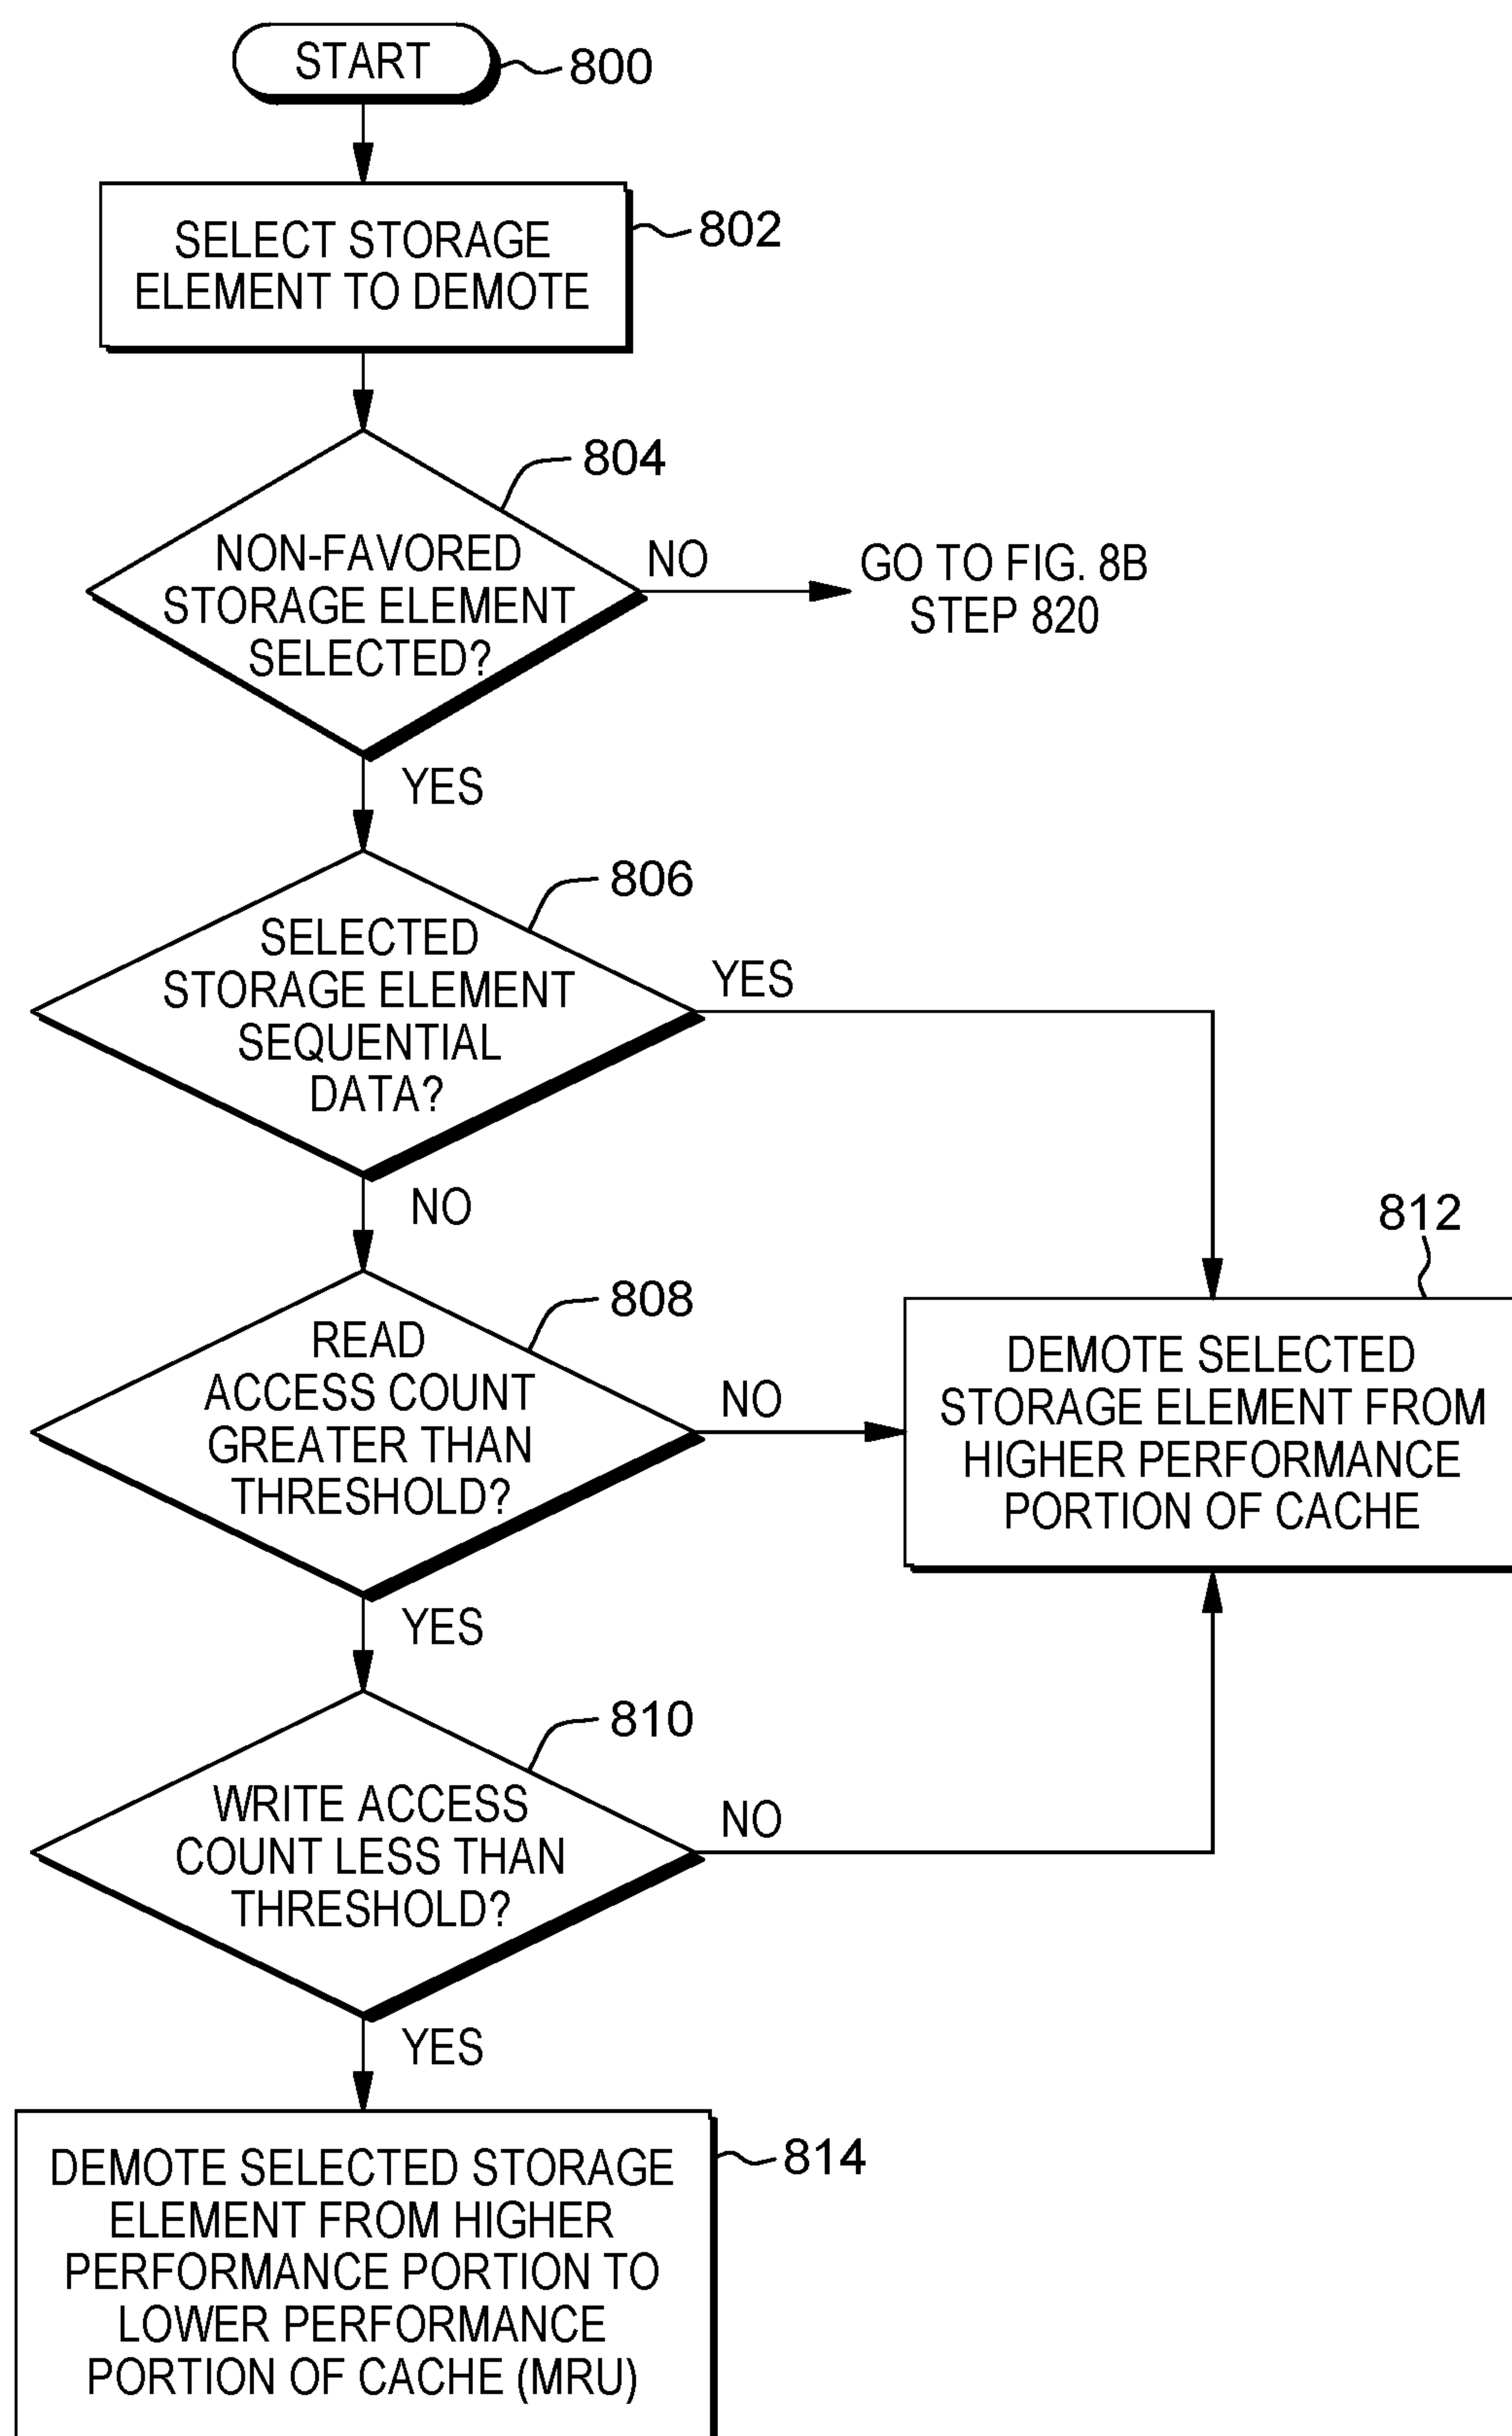 START
800
SELECT STORAGE
ELEMENT TO DEMOTE
802
804
NON-FAVORED
STORAGE ELEMENT
SELECTED?
NO
GO TO FIG. 8B
STEP 820
YES
806
SELECTED
STORAGE ELEMENT
SEQUENTIAL
DATA?
YES
NO
808
READ
ACCESS COUNT
GREATER THAN
THRESHOLD?
NO
812
DEMOTE SELECTED
STORAGE ELEMENT FROM
HIGHER PERFORMANCE
PORTION OF CACHE
YES
810
WRITE ACCESS
COUNT LESS THAN
THRESHOLD?
NO
YES
DEMOTE SELECTED STORAGE
ELEMENT FROM HIGHER
PERFORMANCE PORTION TO
LOWER PERFORMANCE
PORTION OF CACHE (MRU)
814